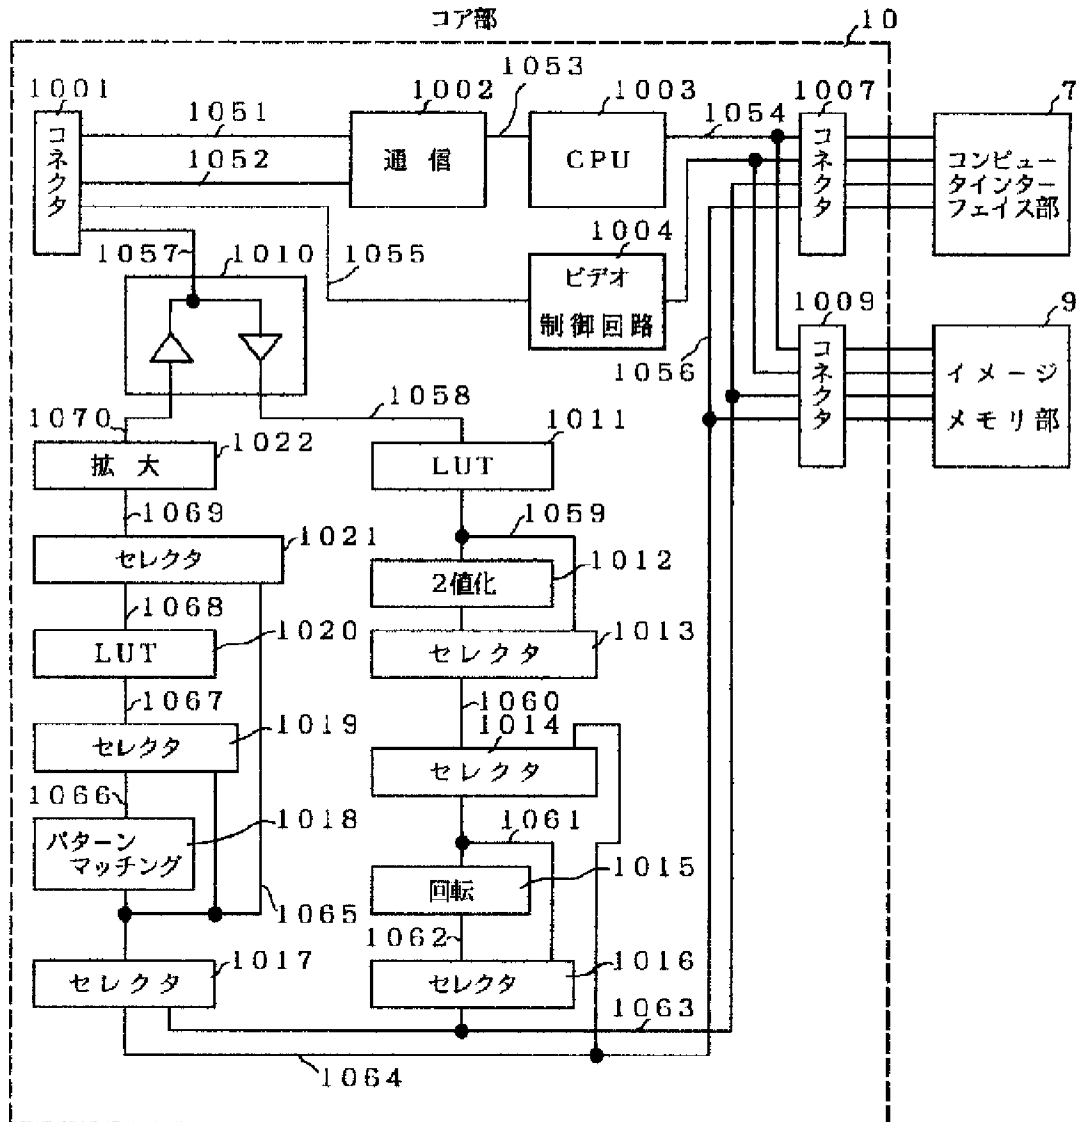 コア部
10
1001
1051
1052
1002
1053
1003
1054
1007
7
コネクタ
通信
CPU
コネクタ
コンピュー
タインター
フェイス部
1057
1010
1055
1004
ビデオ
制御回路
1056
1009
9
コネクタ
イメージ
メモリ部
1070
1022
拡大
1058
1011
LUT
1069
1021
セレクタ
1059
1012
2値化
1068
1020
LUT
1013
セレクタ
1067
1019
セレクタ
1060
1014
セレクタ
1066
1018
パターン
マッチング
1061
1015
回転
1065
1062
1017
セレクタ
1016
セレクタ
1063
1064